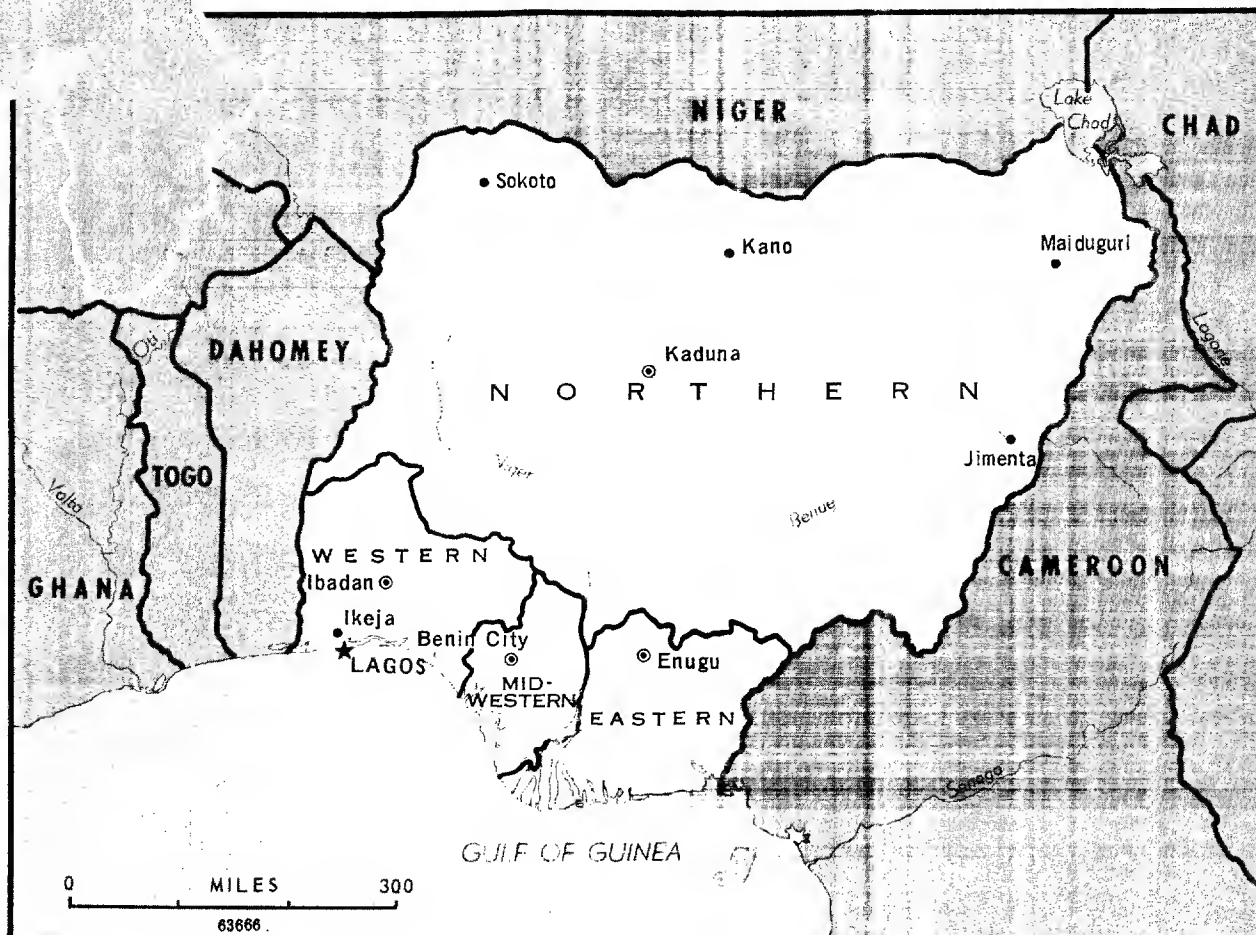 NIGER
Lake
Chad
CHAD
Sokoto
Kano
Maiduguri
Logone
Oti
DAHOMEY
Kaduna
NORTHERN
Jimenta
TOGO
Niger
Volta
Benue
WESTERN
Ibadan
CAMEROON
GHANA
Ikeja
Benin City
LAGOS
Enugu
MID-
WESTERN
EASTERN
Sanaga
GULF OF GUINEA
0 MILES 300
63666.